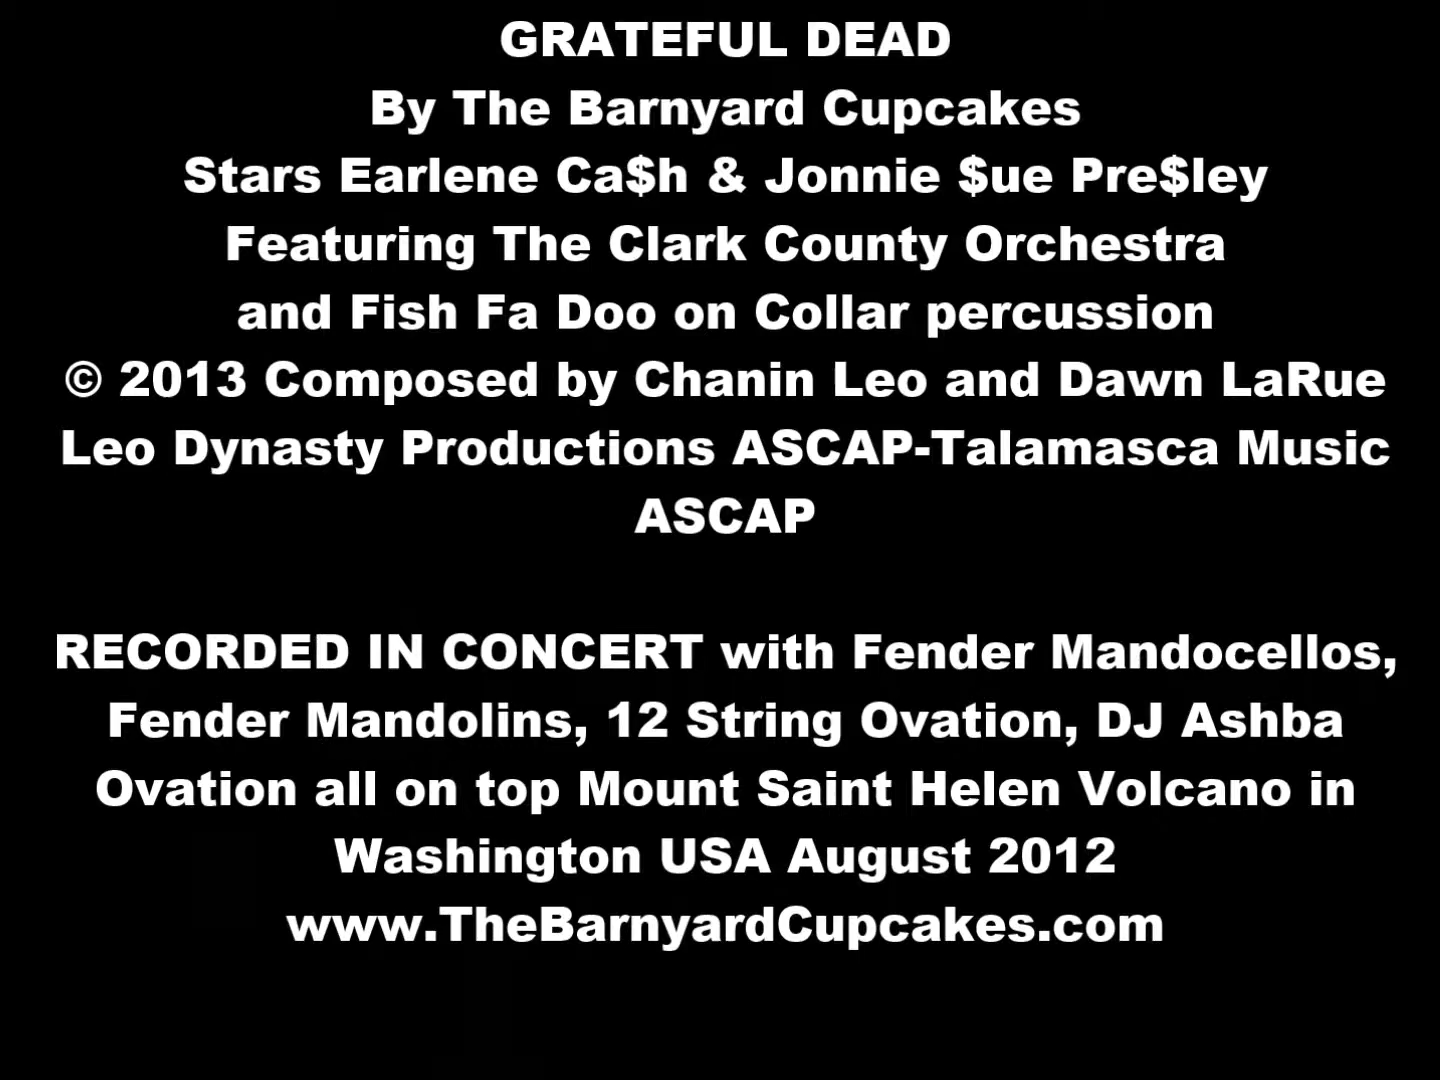 GRATEFUL DEAD
By The Barnyard Cupcakes
Stars Earlene Ca$h & Jonnie $ue Pre$ley
Featuring The Clark County Orchestra
and Fish Fa Doo on Collar percussion
© 2013 Composed by Chanin Leo and Dawn LaRue
Leo Dynasty Productions ASCAP-Talamasca Music
ASCAP
RECORDED IN CONCERT with Fender Mandocellos,
Fender Mandolins, 12 String Ovation, DJ Ashba
Ovation all on top Mount Saint Helen Volcano in
Washington USA August 2012
www.TheBarnyardCupcakes.com